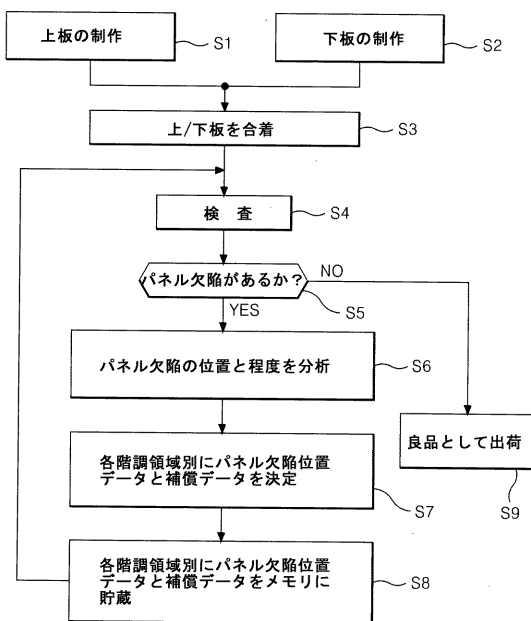 上板の制作
S1
下板の制作
S2
上/下板を合着
S3
検 査
S4
パネル欠陥があるか?
NO
S5
YES
パネル欠陥の位置と程度を分析
S6
良品として出荷
S9
各階調領域別にパネル欠陥位置
データと補償データを決定
S7
各階調領域別にパネル欠陥位置
データと補償データをメモリに
貯蔵
S8